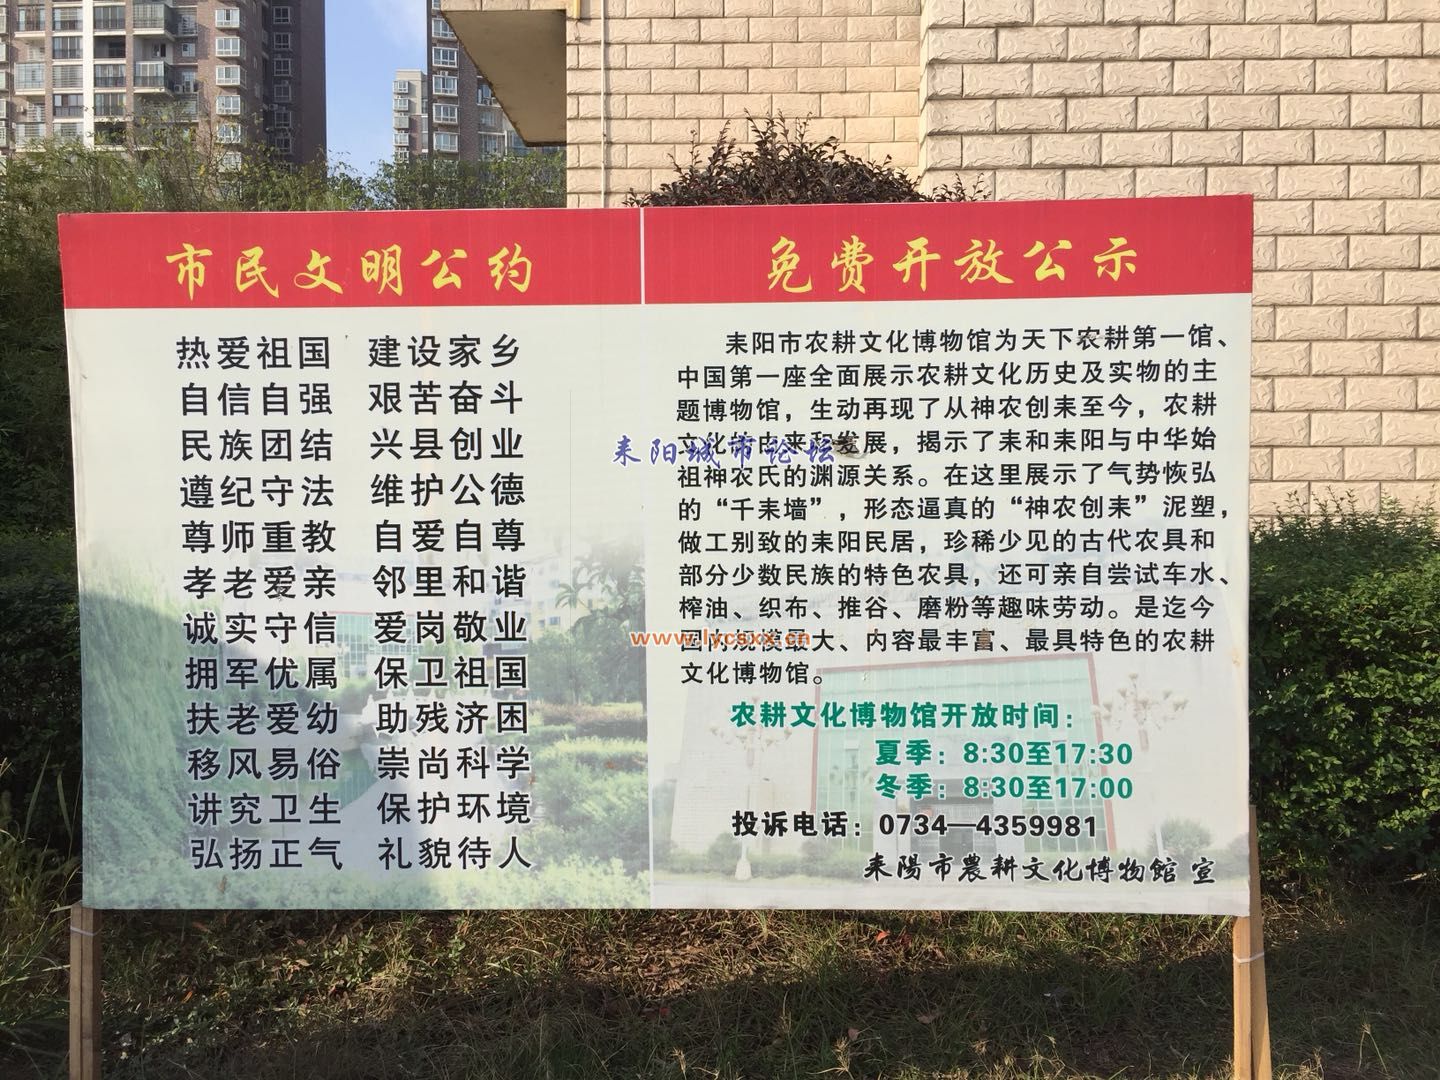 市民文明公约
热爱祖国 建设家乡
自信自强 艰苦奋斗
民族团结 兴县创业
遵纪守法 维护公德
尊师重教 自爱自尊
孝老爱亲 邻里和谐
诚实守信 爱岗敬业
拥军优属 保卫祖国
扶老爱幼 助残济困
移风易俗 崇尚科学
讲究卫生 保护环境
弘扬正气 礼貌待人
免费开放公示
耒阳市农耕文化博物馆为天下农耕第一馆、
中国第一座全面展示农耕文化历史及实物的主
题博物馆，生动再现了从神农创耒至今，农耕
文化的由来和发展，揭示了耒和耒阳与中华始
祖神农氏的渊源关系。在这里展示了气势恢弘
的“千耒墙”，形态逼真的“神农创耒”泥塑，
做工别致的耒阳民居，珍稀少见的古代农具和
部分少数民族的特色农具，还可亲自尝试车水、
榨油、织布、推谷、磨粉等趣味劳动。是迄今
国内规模最大、内容最丰富、最具特色的农耕
文化博物馆。
农耕文化博物馆开放时间：
夏季：8:30至17:30
冬季：8:30至17:00
投诉电话：0734—4359981
耒陽市農耕文化博物館 宣
耒阳城市论坛
www.lycsxx.cn